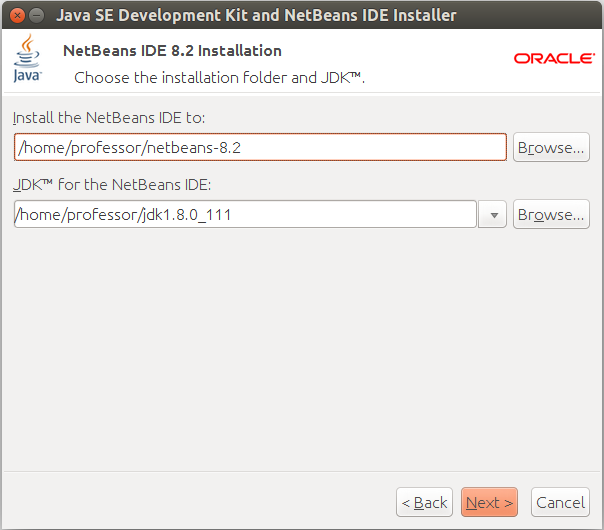 Java SE Development Kit and NetBeans IDE Installer
Java™
NetBeans IDE 8.2 Installation
Choose the installation folder and JDK™.
ORACLE®
Install the NetBeans IDE to:
/home/professor/netbeans-8.2
Browse...
JDK™ for the NetBeans IDE:
/home/professor/jdk1.8.0_111
Browse...
< Back
Next >
Cancel